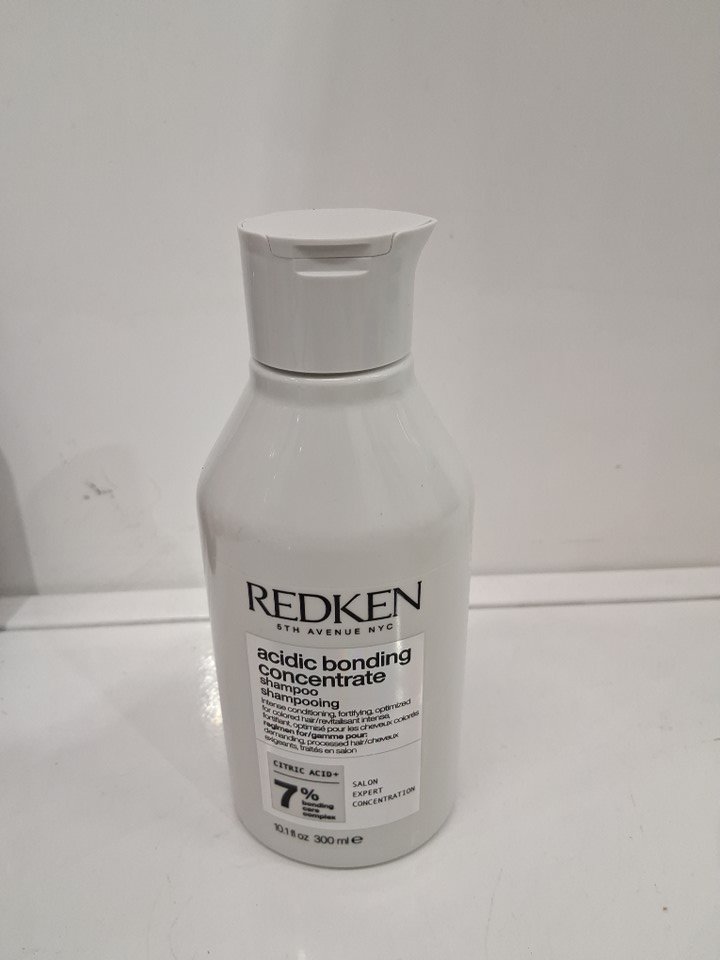 REDKEN
5TH AVENUE NYC
acidic bonding
concentrate
shampoo
shampooing
intense conditioning, fortifying, optimized
for colored hair/revitalisant intense,
fortifiant, optimisé pour les cheveux colorés
regimen for/gamme pour:
demanding, processed hair/cheveux
exigeants, traités en salon
CITRIC ACID+
7%
bonding
care
complex
SALON
EXPERT
CONCENTRATION
10.1 fl oz 300 ml e